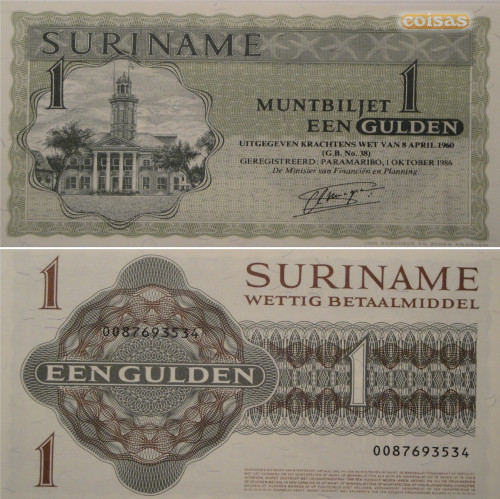 coisas
SURINAME
1
1
MUNTBILJET
EEN GULDEN
UITGEGEVEN KRACHTENS WET VAN 8 APRIL 1960
(G.B. No. 38)
GEREGISTREERD: PARAMARIBO, 1 OKTOBER 1986
De Minister van Financiën en Planning
1
SURINAME
WETTIG BETAALMIDDEL
0087693534
EEN GULDEN
1
1
0087693534